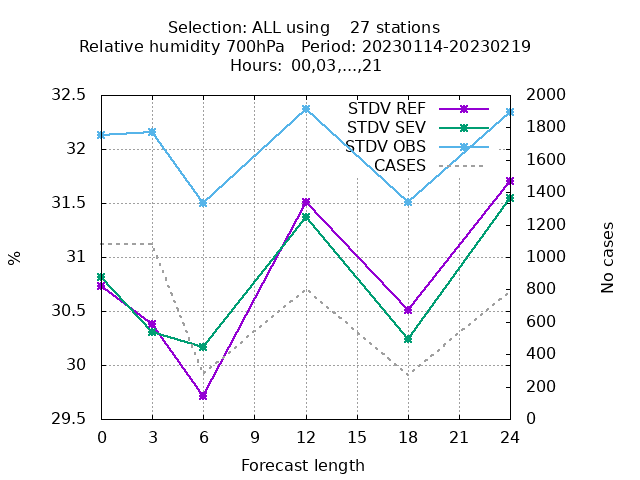 Selection: ALL using    27 stations
Relative humidity 700hPa   Period: 20230114-20230219
Hours:  00,03,...,21
STDV REF
STDV SEV
STDV OBS
CASES
32.5
32
31.5
31
30.5
30
29.5
2000
1800
1600
1400
1200
1000
800
600
400
200
0
%
No cases
0 3 6 9 12 15 18 21 24
Forecast length